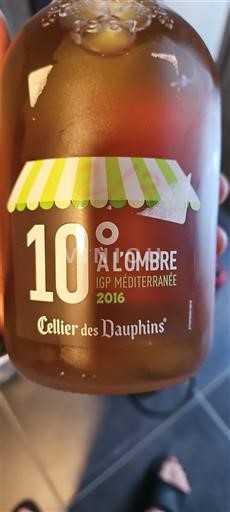 10°
À L'OMBRE
IGP MÉDITERRANÉE
2016
Cellier des Dauphins®